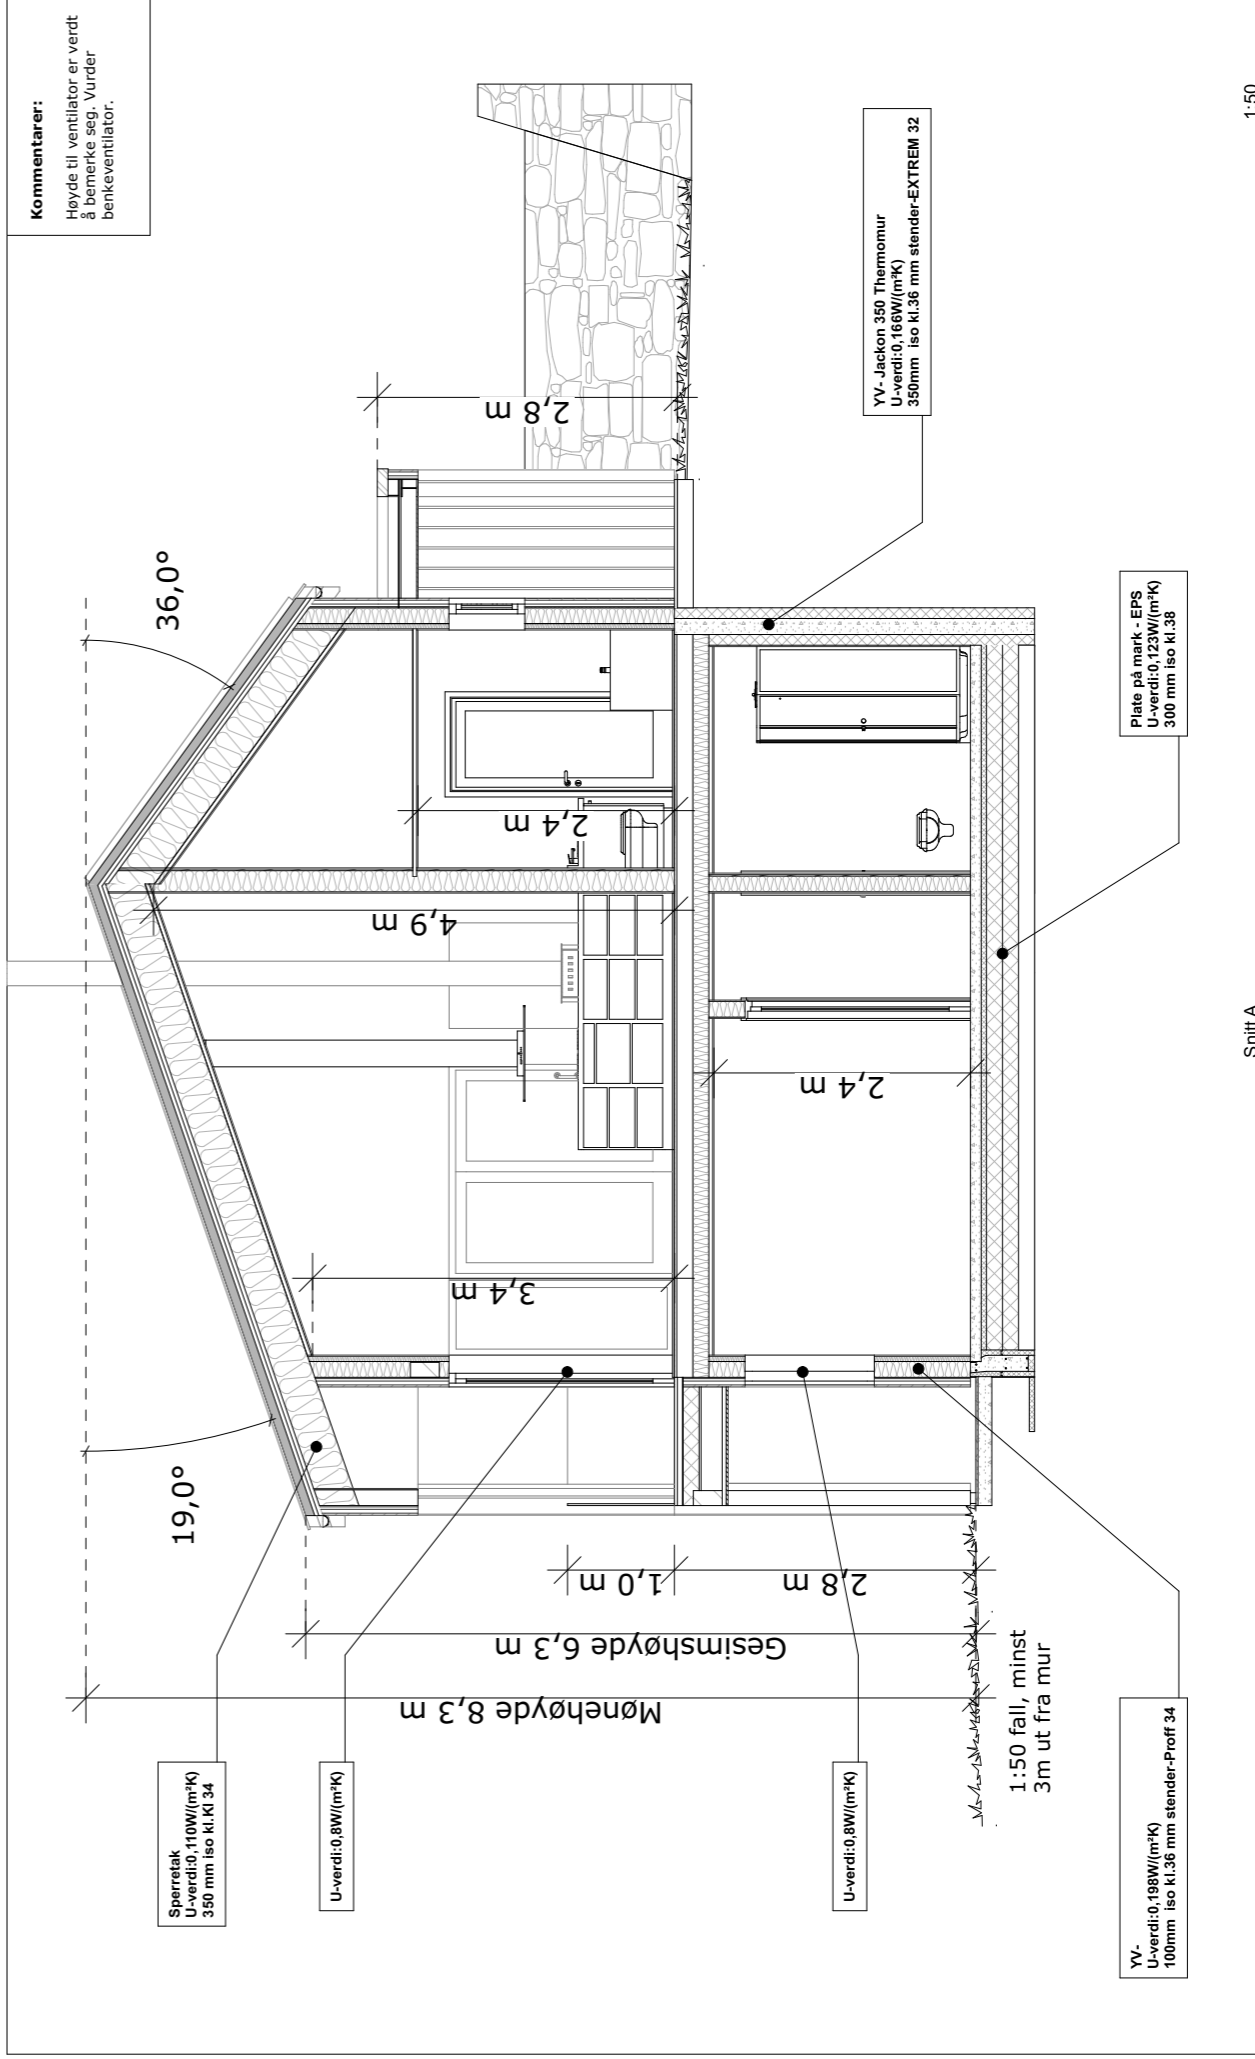 Kommentarer:
Høyde til ventilator er verdt
å bemerke seg. Vurder
benkeventilator.
36,0°
19,0°
2,8 m
2,4 m
4,9 m
3,4 m
2,4 m
1,0 m
2,8 m
Gesimshøyde 6,3 m
Mønehøyde 8,3 m
Sperretak
U-verdi:0,110W/(m²K)
350 mm iso kl.Kl 34
U-verdi:0,8W/(m²K)
U-verdi:0,8W/(m²K)
1:50 fall, minst
3m ut fra mur
YV-
U-verdi:0,198W/(m²K)
100mm iso kl.36 mm stender-Proff 34
YV- Jackon 350 Thermomur
U-verdi:0,166W/(m²K)
350mm iso kl.36 mm stender-EXTREM 32
Plate på mark - EPS
U-verdi:0,123W/(m²K)
300 mm iso kl.38
Snitt A
1:50